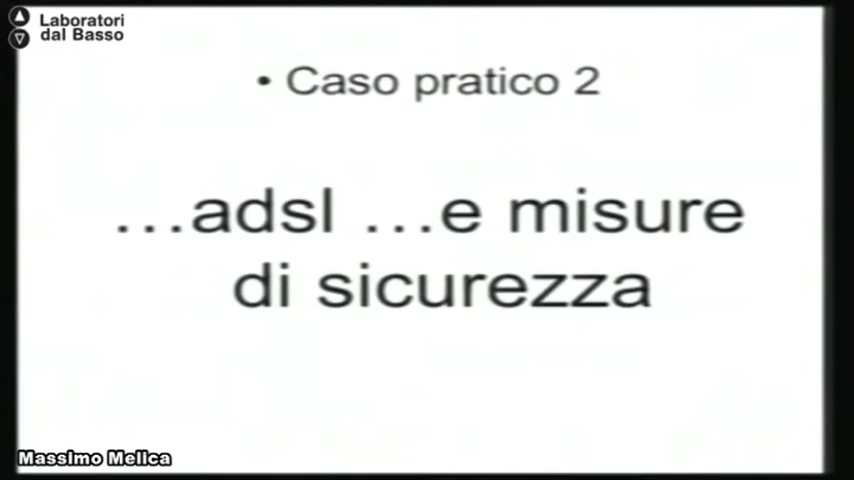 Laboratori
dal Basso
• Caso pratico 2
...adsl ...e misure
di sicurezza
Massimo Melica